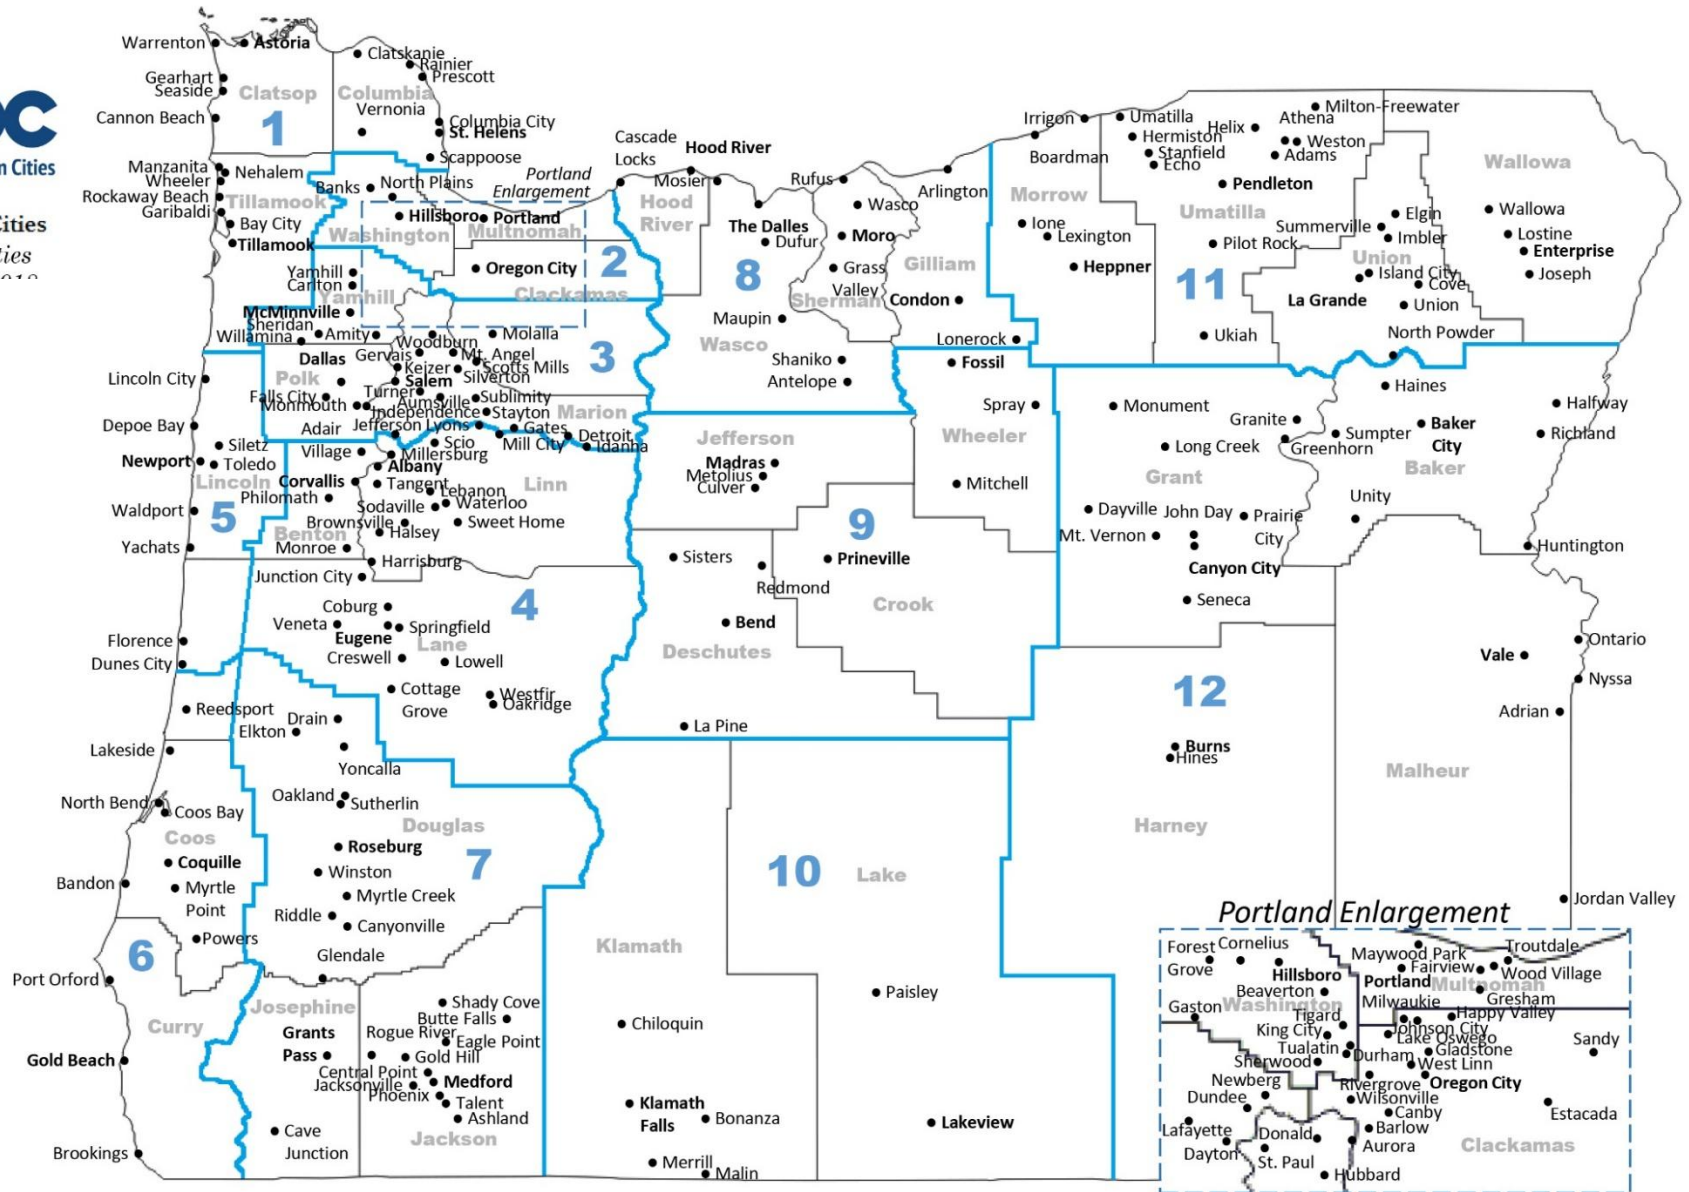 OC
n Cities
Cities
ties
Warrenton
Astoria
Clatskanie
Rainier
Prescott
Gearhart
Seaside
Clatsop
Columbia
Vernonia
Cannon Beach
1
Columbia City
St. Helens
Scappoose
Manzanita
Nehalem
Wheeler
Rockaway Beach
Tillamook
Garibaldi
Bay City
Tillamook
Banks
North Plains
Portland
Enlargement
Hillsboro
Portland
Washington
Multnomah
2
Oregon City
Clackamas
Yamhill
Carlton
Yamhill
McMinnville
Sheridan
Willamina
Amity
Woodburn
Molalla
3
Gervais
Mt. Angel
Scotts Mills
Keizer
Silverton
Salem
Dallas
Polk
Falls City
Monmouth
Turner
Aumsville
Sublimity
Independence
Stayton
Marion
Jefferson
Lyons
Gates
Detroit
Mill City
Idanha
Lincoln City
Depoe Bay
Siletz
Newport
Toledo
Lincoln
5
Waldport
Yachats
Adair
Village
Scio
Millersburg
Albany
Corvallis
Tangent
Linn
Philomath
Lebanon
Sodaville
Waterloo
Brownsville
Sweet Home
Benton
Halsey
Monroe
Harrisburg
Junction City
Coburg
4
Veneta
Springfield
Eugene
Lane
Creswell
Lowell
Cottage
Grove
Westfir
Oakridge
Florence
Dunes City
Reedsport
Drain
Elkton
Yoncalla
Lakeside
Oakland
Sutherlin
North Bend
Coos Bay
Coos
Douglas
Coquille
Roseburg
7
Bandon
Myrtle
Point
Winston
Myrtle Creek
Riddle
Canyonville
Powers
6
Glendale
Port Orford
Curry
Josephine
Gold Beach
Grants
Pass
Shady Cove
Butte Falls
Rogue River
Eagle Point
Gold Hill
Central Point
Jacksonville
Medford
Phoenix
Talent
Ashland
Jackson
Cave
Junction
Brookings
Cascade
Locks
Hood River
Mosier
Hood
River
The Dalles
Dufur
8
Rufus
Wasco
Moro
Grass
Valley
Sherman
Maupin
Wasco
Shaniko
Antelope
Arlington
Gilliam
Condon
Lonerock
Fossil
Spray
Wheeler
Mitchell
Jefferson
Madras
Metolius
Culver
9
Sisters
Redmond
Prineville
Crook
Bend
Deschutes
La Pine
Irrigon
Boardman
Morrow
Ione
Lexington
Heppner
Umatilla
Hermiston
Stanfield
Echo
Helix
Athena
Milton-Freewater
Weston
Adams
Pendleton
Umatilla
Pilot Rock
11
Ukiah
Summerville
Elgin
Imbler
Union
Island City
Cove
La Grande
Union
North Powder
Wallowa
Wallowa
Lostine
Enterprise
Joseph
Monument
Long Creek
Granite
Greenhorn
Grant
Dayville
John Day
Prairie
City
Mt. Vernon
Canyon City
Seneca
Haines
Baker
City
Sumpter
Halfway
Richland
Baker
Unity
Huntington
Ontario
Vale
Nyssa
Adrian
12
Burns
Hines
Harney
Malheur
Jordan Valley
10
Lake
Klamath
Chiloquin
Paisley
Klamath
Falls
Bonanza
Lakeview
Merrill
Malin
Portland Enlargement
Forest
Grove
Cornelius
Hillsboro
Beaverton
Washington
Gaston
Tigard
King City
Tualatin
Sherwood
Durham
Maywood Park
Troutdale
Fairview
Wood Village
Portland
Multnomah
Gresham
Milwaukie
Happy Valley
Johnson City
Lake Oswego
Gladstone
West Linn
Sandy
Rivergrove
Oregon City
Newberg
Dundee
Wilsonville
Canby
Estacada
Lafayette
Dayton
Donald
Barlow
Aurora
St. Paul
Hubbard
Clackamas